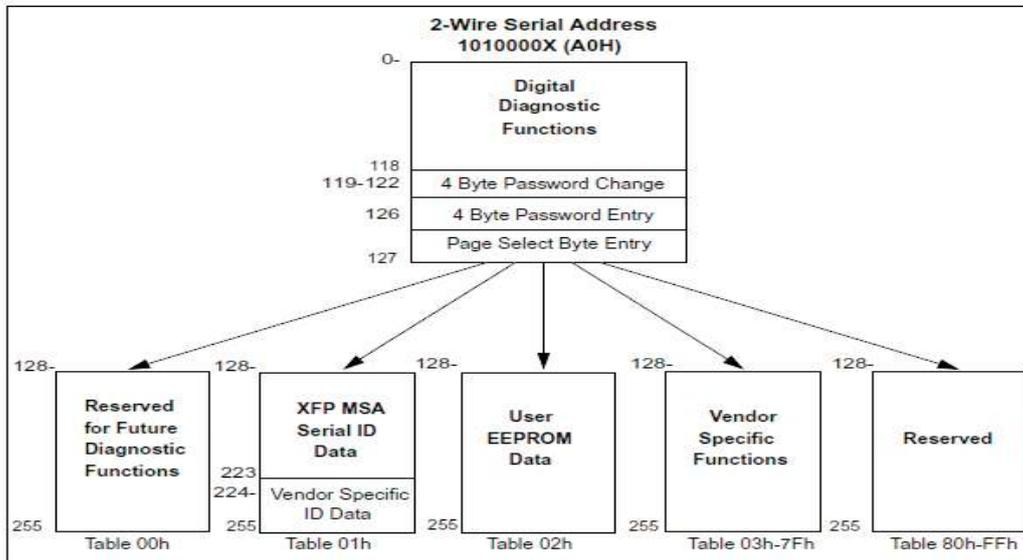 2-Wire Serial Address
1010000X (A0H)
0-
Digital
Diagnostic
Functions
118
119-122
4 Byte Password Change
126
4 Byte Password Entry
Page Select Byte Entry
127
128-
Reserved
for Future
Diagnostic
Functions
255
Table 00h
128-
XFP MSA
Serial ID
Data
223
224-
Vendor Specific
ID Data
255
Table 01h
128-
User
EEPROM
Data
255
Table 02h
128-
Vendor
Specific
Functions
255
Table 03h-7Fh
128-
Reserved
255
Table 80h-FFh